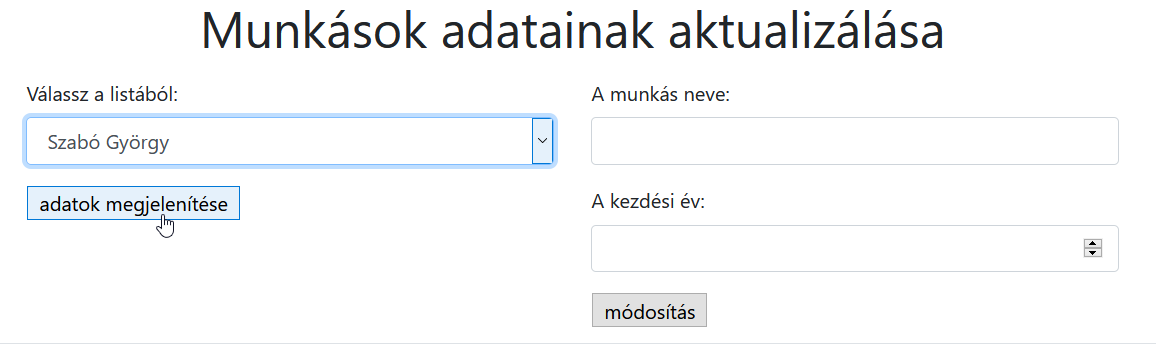 Munkások adatainak aktualizálása
Válassz a listából:
Szabó György
adatok megjelenítése
A munkás neve:
A kezdési év:
módosítás